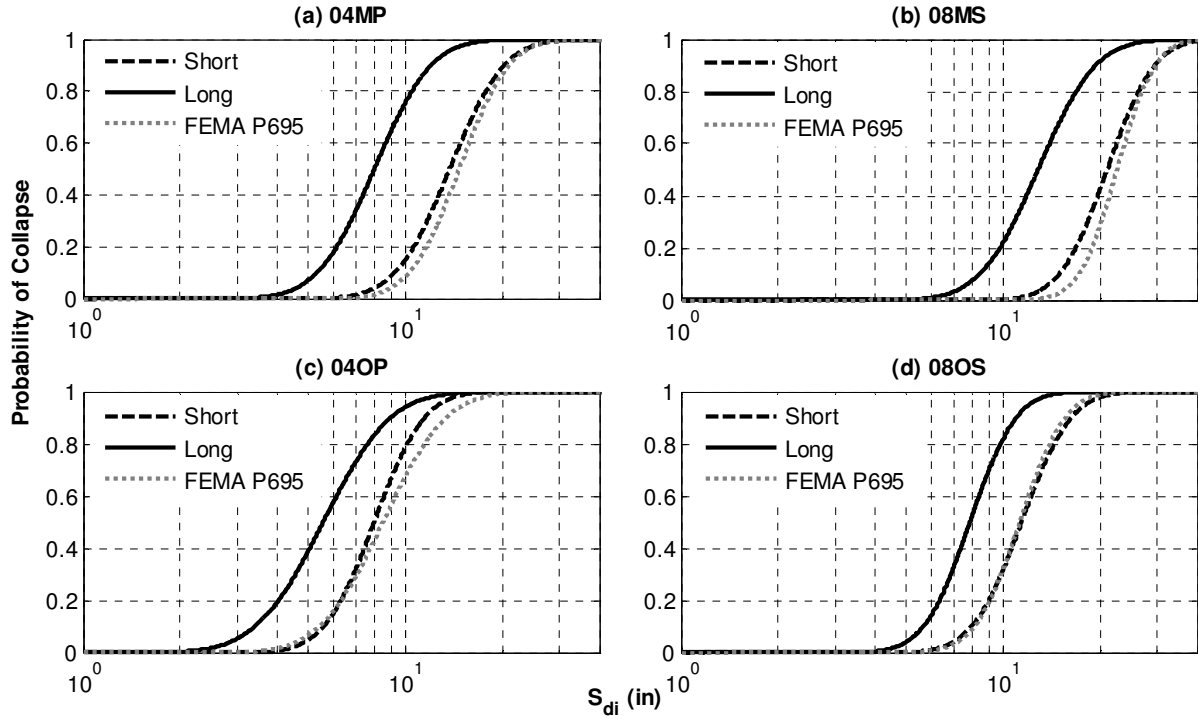 (a) 04MP
1
0.8
0.6
0.4
0.2
0
Short
Long
FEMA P695
10^0
10^1
(b) 08MS
1
0.8
0.6
0.4
0.2
0
Short
Long
FEMA P695
10^0
10^1
Probability of Collapse
(c) 04OP
1
0.8
0.6
0.4
0.2
0
Short
Long
FEMA P695
10^0
10^1
(d) 08OS
1
0.8
0.6
0.4
0.2
0
Short
Long
FEMA P695
10^0
10^1
S_di (in)